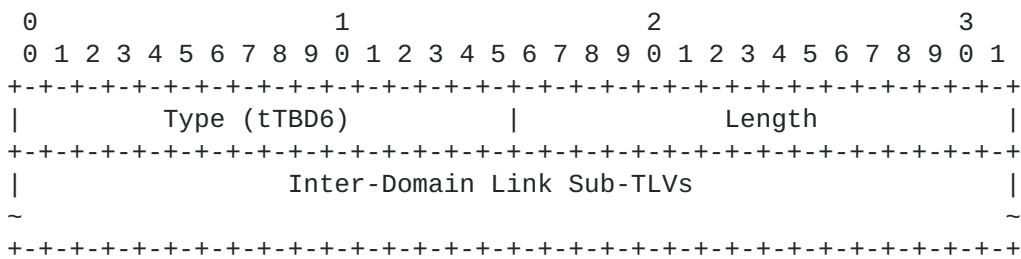 0                   1                   2                   3
 0 1 2 3 4 5 6 7 8 9 0 1 2 3 4 5 6 7 8 9 0 1 2 3 4 5 6 7 8 9 0 1
+-+-+-+-+-+-+-+-+-+-+-+-+-+-+-+-+-+-+-+-+-+-+-+-+-+-+-+-+-+-+-+-+
|         Type (tTBD6)          |             Length            |
+-+-+-+-+-+-+-+-+-+-+-+-+-+-+-+-+-+-+-+-+-+-+-+-+-+-+-+-+-+-+-+-+
|                 Inter-Domain Link Sub-TLVs                    |
~                                                               ~
+-+-+-+-+-+-+-+-+-+-+-+-+-+-+-+-+-+-+-+-+-+-+-+-+-+-+-+-+-+-+-+-+